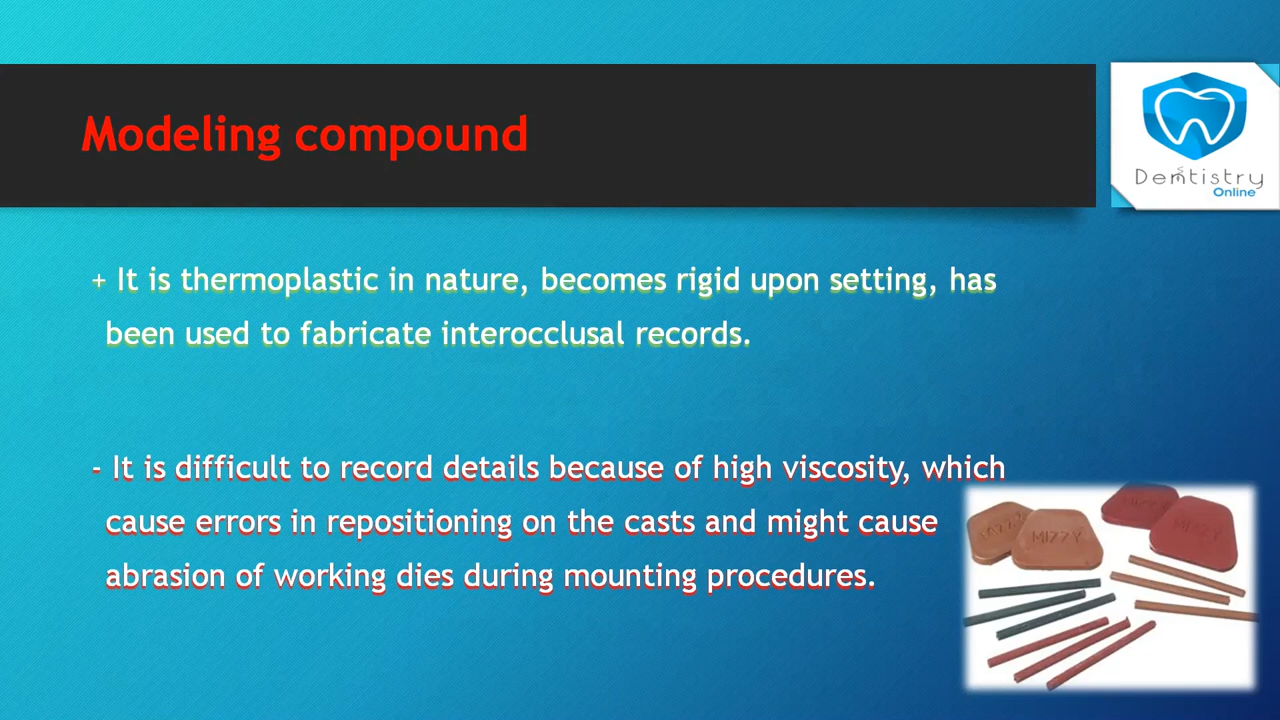 Modeling compound
Dentistry
Online
+ It is thermoplastic in nature, becomes rigid upon setting, has
been used to fabricate interocclusal records.
- It is difficult to record details because of high viscosity, which
cause errors in repositioning on the casts and might cause
abrasion of working dies during mounting procedures.
MIZZY
MIZZY
MIZZY